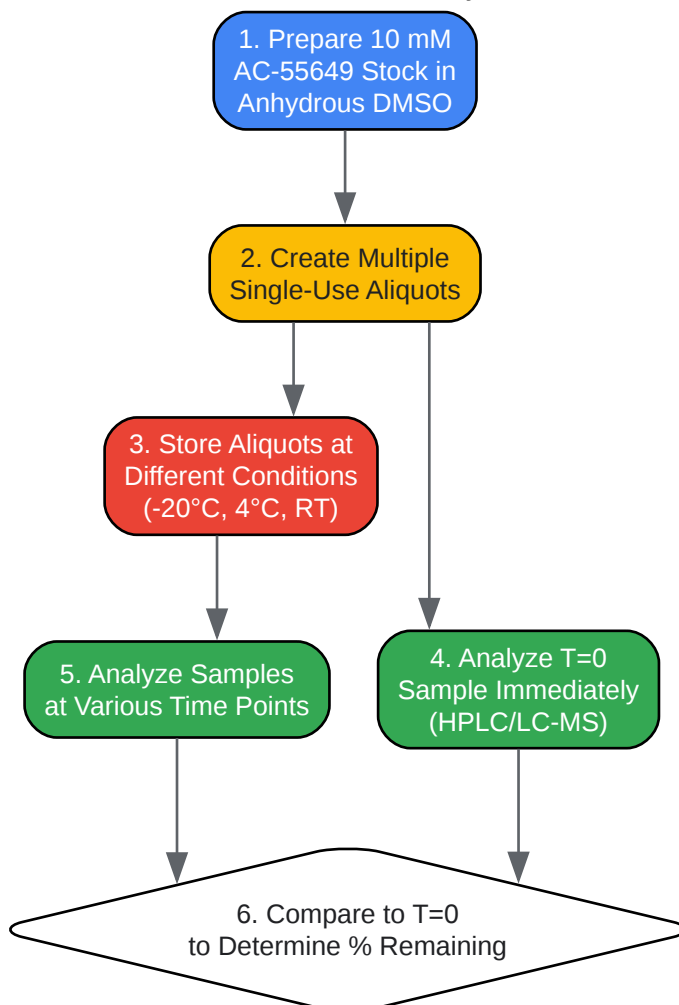 1. Prepare 10 mM
AC-55649 Stock in
Anhydrous DMSO
2. Create Multiple
Single-Use Aliquots
3. Store Aliquots at
Different Conditions
(-20°C, 4°C, RT)
4. Analyze T=0
Sample Immediately
(HPLC/LC-MS)
5. Analyze Samples
at Various Time Points
6. Compare to T=0
to Determine % Remaining